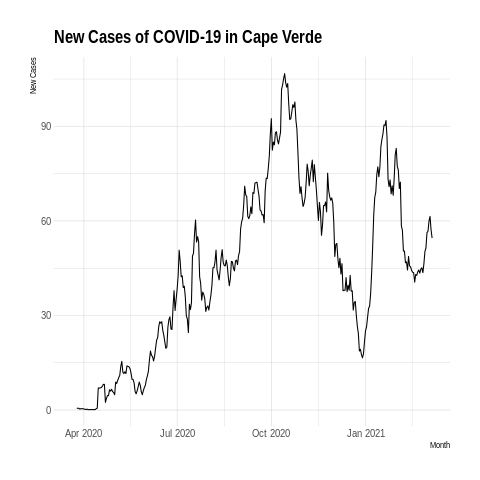 New Cases of COVID-19 in Cape Verde
New Cases
90
60
30
0
Apr 2020 Jul 2020 Oct 2020 Jan 2021
Month